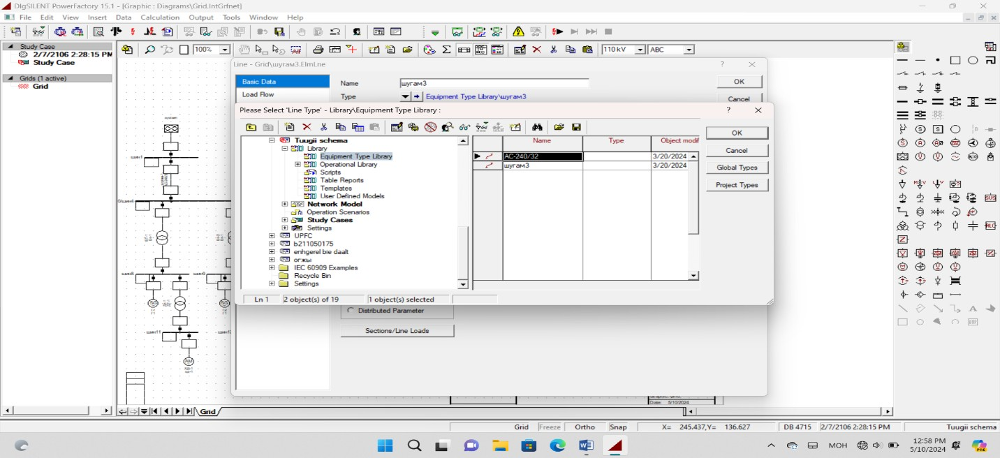 DIgSILENT PowerFactory 15.1 - [Graphic : Diagrams\Grid.IntGrfnet]
File Edit View Insert Data Calculation Output Tools Window Help
100%
110 kV
ABC
Study Case
2/7/2106 2:28:15 PM
Study Case
Grids (1 active)
Grid
Line - Grid\шугам3.ElmLne
Basic Data
Load Flow
Name шугам3
Type Equipment Type Library\шугам3
OK
Cancel
Please Select 'Line Type' - Library\Equipment Type Library :
Tuugii schema
Library
Equipment Type Library
Operational Library
Scripts
Table Reports
Templates
User Defined Models
Network Model
Operation Scenarios
Study Cases
Settings
UPFC
b211050175
enhgerel bie daalt
огжы
IEC 60909 Examples
Recycle Bin
Settings
Name Type Object modif
AC-240/32 3/20/2024
шугам3 3/20/2024
OK
Cancel
Global Types
Project Types
Ln 1 2 object(s) of 19 1 object(s) selected
Distributed Parameter
Sections/Line Loads
Date: 5/10/2024
Grid
Grid Freeze Ortho Snap X= 245.437,Y= 136.627 DB 4715 2/7/2106 2:28:15 PM Tuugii schema
МОН
12:58 PM
5/10/2024